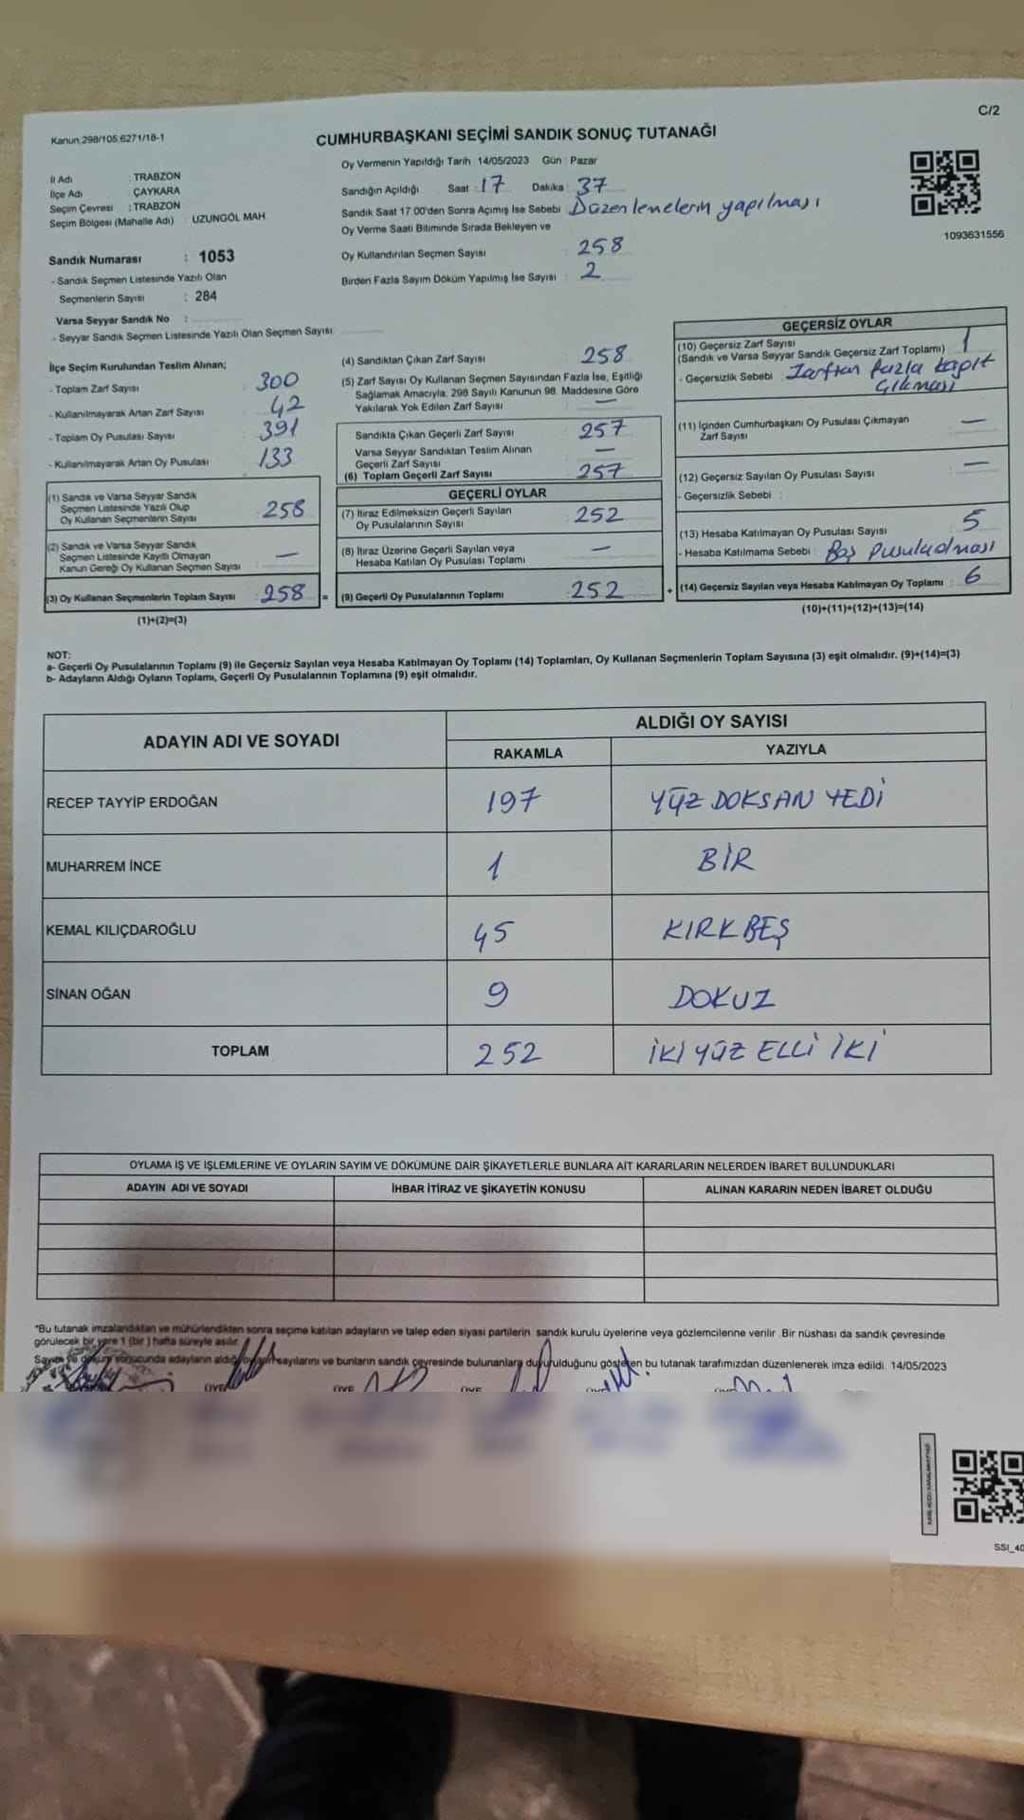 C/2
Kanun:298/105,6271/18-1
CUMHURBAŞKANI SEÇİMİ SANDIK SONUÇ TUTANAĞI
Oy Vermenin Yapıldığı Tarih 14/05/2023 Gün : Pazar
İl Adı TRABZON
İlçe Adı ÇAYKARA
Seçim Çevresi : TRABZON
Seçim Bölgesi (Mahalle Adı) UZUNGÖL MAH
Sandığın Açıldığı Saat : 17 Dakika : 37
Sandık Saat 17.00'den Sonra Açmış İse Sebebi : Düzenlemelerin yapılması
Oy Verme Saati Bitiminde Sırada Bekleyen ve
Oy Kullandırılan Seçmen Sayısı 258
Birden Fazla Sayım Döküm Yapılmış İse Sayısı 2
1093631556
Sandık Numarası : 1053
- Sandık Seçmen Listesinde Yazılı Olan
Seçmenlerin Sayısı : 284
Varsa Seyyar Sandık No :
- Seyyar Sandık Seçmen Listesinde Yazılı Olan Seçmen Sayısı
İlçe Seçim Kurulundan Teslim Alınan;
- Toplam Zarf Sayısı 300
- Kullanılmayarak Artan Zarf Sayısı 42
- Toplam Oy Pusulası Sayısı 391
- Kullanılmayarak Artan Oy Pusulası 133
(1) Sandık ve Varsa Seyyar Sandık
Seçmen Listesinde Yazılı Olup
Oy Kullanan Seçmenlerin Sayısı 258
(2) Sandık ve Varsa Seyyar Sandık
Seçmen Listesinde Kayıtlı Olmayan
Kanun Gereği Oy Kullanan Seçmen Sayısı —
(3) Oy Kullanan Seçmenlerin Toplam Sayısı 258 =
(1)+(2)=(3)
(4) Sandıktan Çıkan Zarf Sayısı 258
(5) Zarf Sayısı Oy Kullanan Seçmen Sayısından Fazla İse, Eşitliği
Sağlamak Amacıyla, 298 Sayılı Kanunun 98. Maddesine Göre
Yakılarak Yok Edilen Zarf Sayısı —
Sandıkta Çıkan Geçerli Zarf Sayısı 257
Varsa Seyyar Sandıktan Teslim Alınan
Geçerli Zarf Sayısı —
(6) Toplam Geçerli Zarf Sayısı 257
GEÇERLİ OYLAR
(7) İtiraz Edilmeksizin Geçerli Sayılan
Oy Pusulalarının Sayısı 252
(8) İtiraz Üzerine Geçerli Sayılan veya
Hesaba Katılan Oy Pusulası Toplamı —
(9) Geçerli Oy Pusulalarının Toplamı 252 +
GEÇERSİZ OYLAR
(10) Geçersiz Zarf Sayısı
(Sandık ve Varsa Seyyar Sandık Geçersiz Zarf Toplamı) 1
- Geçersizlik Sebebi : Zarftan fazla
çıkması
(11) İçinden Cumhurbaşkanı Oy Pusulası Çıkmayan
Zarf Sayısı —
(12) Geçersiz Sayılan Oy Pusulası Sayısı —
- Geçersizlik Sebebi :
(13) Hesaba Katılmayan Oy Pusulası Sayısı 5
- Hesaba Katılmama Sebebi : Boş Pusula olması
(14) Geçersiz Sayılan veya Hesaba Katılmayan Oy Toplamı : 6
(10)+(11)+(12)+(13)=(14)
NOT:
a- Geçerli Oy Pusulalarının Toplamı (9) ile Geçersiz Sayılan veya Hesaba Katılmayan Oy Toplamı (14) Toplamları, Oy Kullanan Seçmenlerin Toplam Sayısına (3) eşit olmalıdır. (9)+(14)=(3)
b- Adayların Aldığı Oyların Toplamı, Geçerli Oy Pusulalarının Toplamına (9) eşit olmalıdır.
ADAYIN ADI VE SOYADI ALDIĞI OY SAYISI
RAKAMLA YAZIYLA
RECEP TAYYİP ERDOĞAN 197 YÜZ DOKSAN YEDİ
MUHARREM İNCE 1 BİR
KEMAL KILIÇDAROĞLU 45 KIRK BEŞ
SİNAN OĞAN 9 DOKUZ
TOPLAM 252 İKİ YÜZ ELLİ İKİ
OYLAMA İŞ VE İŞLEMLERİNE VE OYLARIN SAYIM VE DÖKÜMÜNE DAİR ŞİKAYETLERLE BUNLARA AİT KARARLARIN NELERDEN İBARET BULUNDUKLARI
ADAYIN ADI VE SOYADI İHBAR İTİRAZ VE ŞİKAYETİN KONUSU ALINAN KARARIN NEDEN İBARET OLDUĞU
*Bu tutanak imzalandıktan ve mühürlendikten sonra seçime katılan adayların ve talep eden siyasi partilerin sandık kurulu üyelerine veya gözlemcilerine verilir. Bir nüshası da sandık çevresinde
görülecek bir yere 1 (bir) hafta süreyle asılır.
Sayım ve döküm sonucunda adayların aldığı oyların sayılarını ve bunların sandık çevresinde bulunanlara duyurulduğunu gösteren bu tutanak tarafımızdan düzenlenerek imza edildi. 14/05/2023
SSI_40